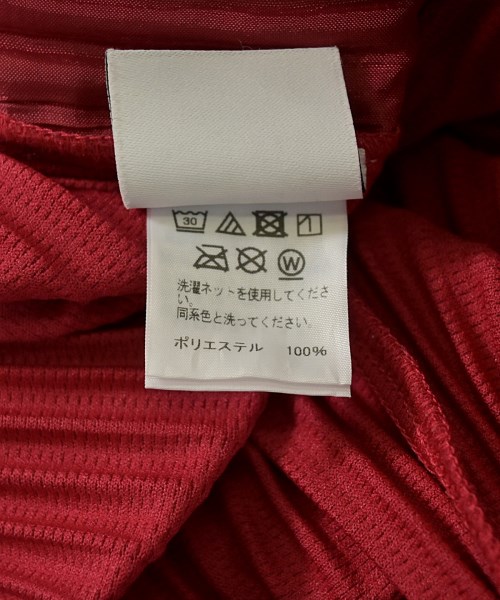 30
W
洗濯ネットを使用してくださ
い。
同系色と洗ってください。
ポリエステル 100%